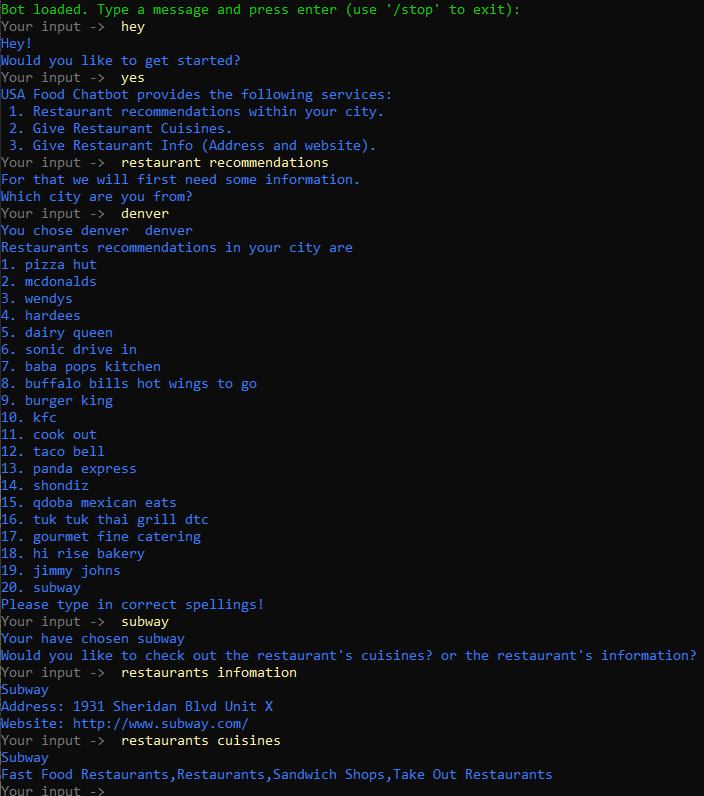 Bot loaded. Type a message and press enter (use '/stop' to exit):
Your input -> hey
Hey!
Would you like to get started?
Your input -> yes
USA Food Chatbot provides the following services:
1. Restaurant recommendations within your city.
2. Give Restaurant Cuisines.
3. Give Restaurant Info (Address and website).
Your input -> restaurant recommendations
For that we will first need some information.
Which city are you from?
Your input -> denver
You chose denver  denver
Restaurants recommendations in your city are
1. pizza hut
2. mcdonalds
3. wendys
4. hardees
5. dairy queen
6. sonic drive in
7. baba pops kitchen
8. buffalo bills hot wings to go
9. burger king
10. kfc
11. cook out
12. taco bell
13. panda express
14. shondiz
15. qdoba mexican eats
16. tuk tuk thai grill dtc
17. gourmet fine catering
18. hi rise bakery
19. jimmy johns
20. subway
Please type in correct spellings!
Your input -> subway
Your have chosen subway
Would you like to check out the restaurant's cuisines? or the restaurant's information?
Your input -> restaurants infomation
Subway
Address: 1931 Sheridan Blvd Unit X
Website: http://www.subway.com/
Your input -> restaurants cuisines
Subway
Fast Food Restaurants,Restaurants,Sandwich Shops,Take Out Restaurants
Your input ->